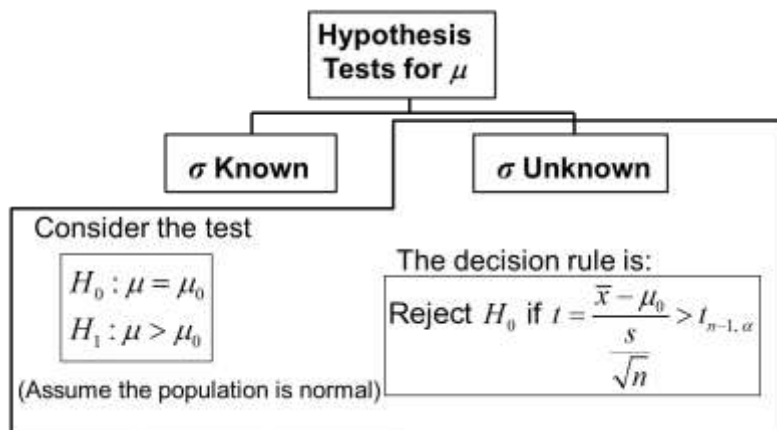 Hypothesis
Tests for μ
σ Known
σ Unknown
Consider the test
H₀ : μ = μ₀
H₁ : μ > μ₀
(Assume the population is normal)
The decision rule is:
Reject H₀ if t = (x̄ − μ₀) / (s / √n) > tₙ₋₁, α